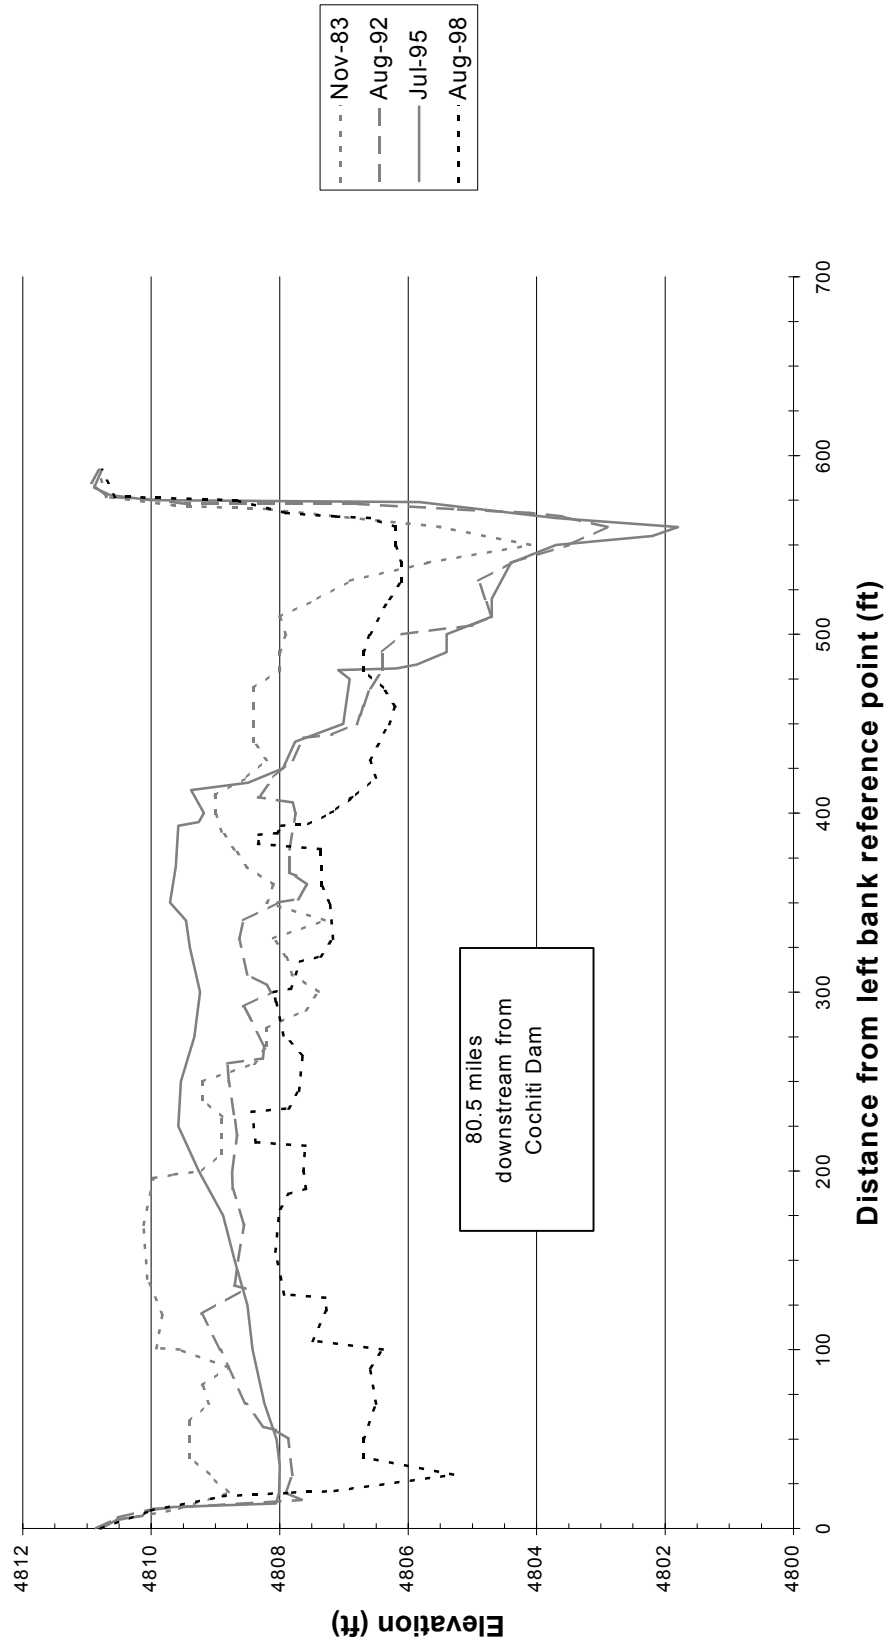 Nov-83
Aug-92
Jul-95
Aug-98
Elevation (ft)
4812
4810
4808
4806
4804
4802
4800
80.5 miles
downstream from
Cochiti Dam
0
100
200
300
400
500
600
700
Distance from left bank reference point (ft)